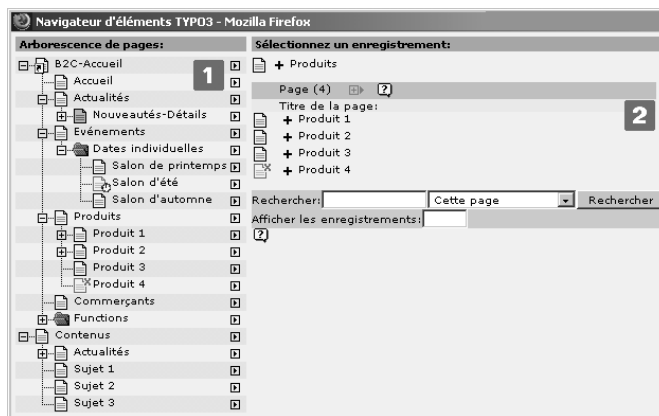 Navigateur d'éléments TYPO3 - Mozilla Firefox
Arborescence de pages:
B2C-Accueil
1
Accueil
Actualités
Nouveautés-Détails
Evénements
Dates individuelles
Salon de printemps
Salon d'été
Salon d'automne
Produits
Produit 1
Produit 2
Produit 3
Produit 4
Commerçants
Functions
Contenus
Actualités
Sujet 1
Sujet 2
Sujet 3
Sélectionnez un enregistrement:
+ Produits
Page (4) ?
2
Titre de la page:
+ Produit 1
+ Produit 2
+ Produit 3
+ Produit 4
Rechercher: Cette page Rechercher
Afficher les enregistrements:
?